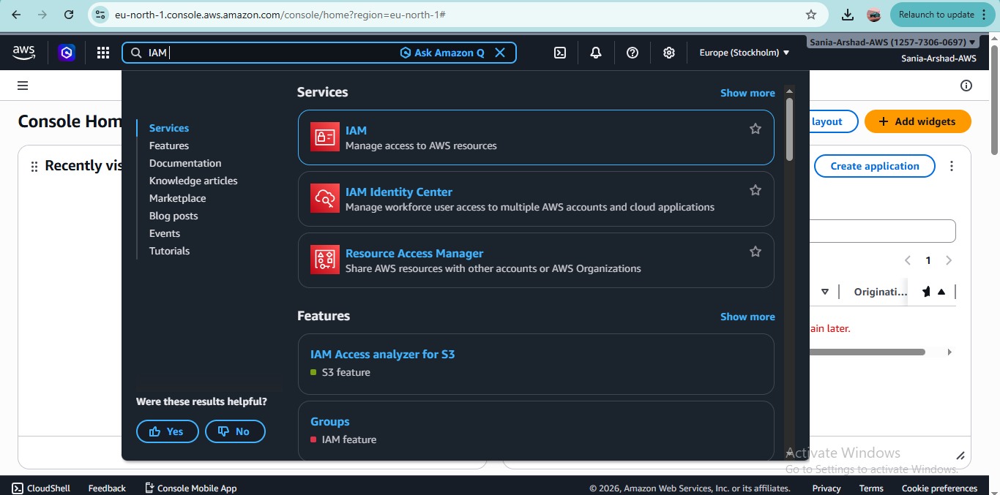 eu-north-1.console.aws.amazon.com/console/home?region=eu-north-1#
Relaunch to update
aws
IAM
Ask Amazon Q
Europe (Stockholm)
Sania-Arshad-AWS (1257-7306-0697)
Sania-Arshad-AWS
Console Hom
layout
Add widgets
Recently vis
Create application
1
Originati...
ain later.
Services
Features
Documentation
Knowledge articles
Marketplace
Blog posts
Events
Tutorials
Were these results helpful?
Yes
No
Services
Show more
IAM
Manage access to AWS resources
IAM Identity Center
Manage workforce user access to multiple AWS accounts and cloud applications
Resource Access Manager
Share AWS resources with other accounts or AWS Organizations
Features
Show more
IAM Access analyzer for S3
S3 feature
Groups
IAM feature
Activate Windows
Go to Settings to activate Windows.
CloudShell
Feedback
Console Mobile App
© 2026, Amazon Web Services, Inc. or its affiliates.
Privacy
Terms
Cookie preferences